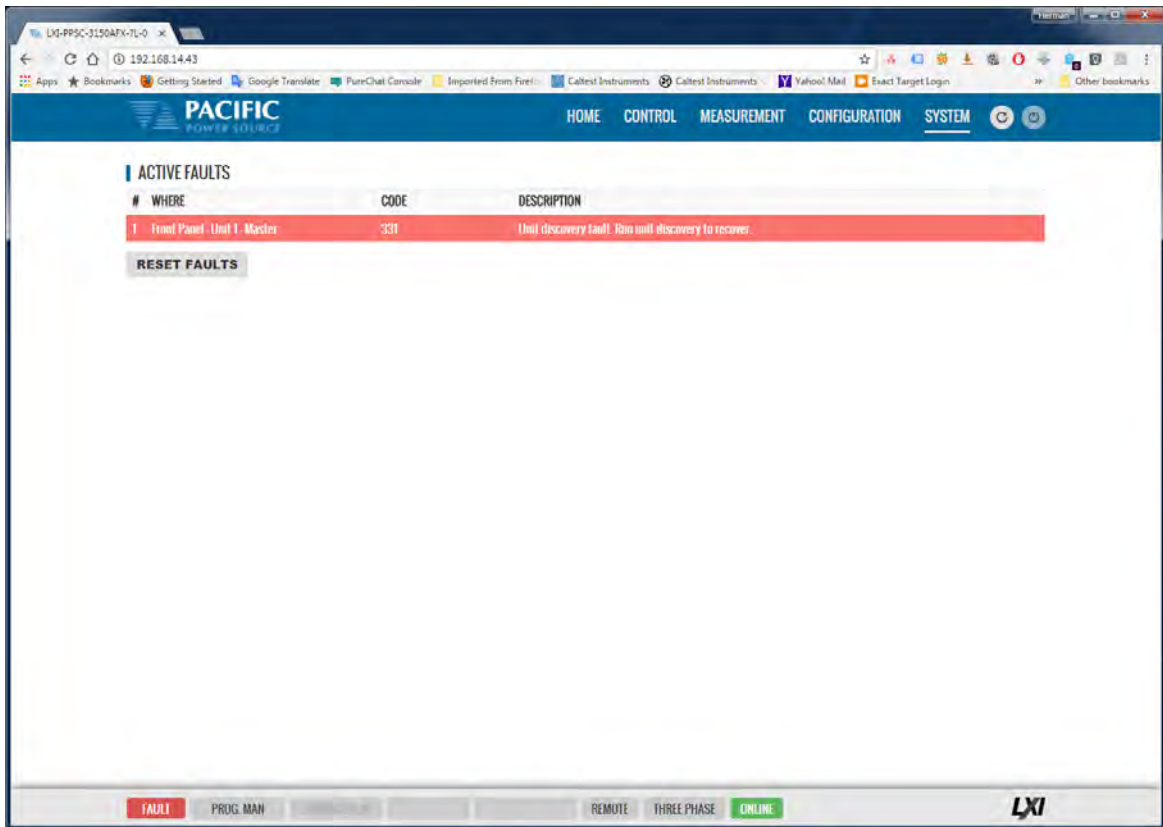 Herman
LXI-PPSC-3150AFX-7L-0
192.168.14.43
Apps Bookmarks Getting Started Google Translate PureChat Console Imported From Firef Caltest Instruments Caltest Instruments Yahoo! Mail Exact Target Login » Other bookmarks
PACIFIC
POWER SOURCE
HOME CONTROL MEASUREMENT CONFIGURATION SYSTEM
ACTIVE FAULTS
# WHERE CODE DESCRIPTION
1 Front Panel - Unit 1 - Master 331 Unit discovery fault. Run unit discovery to recover.
RESET FAULTS
FAULT PROG. MAN REMOTE THREE PHASE ONLINE LXI